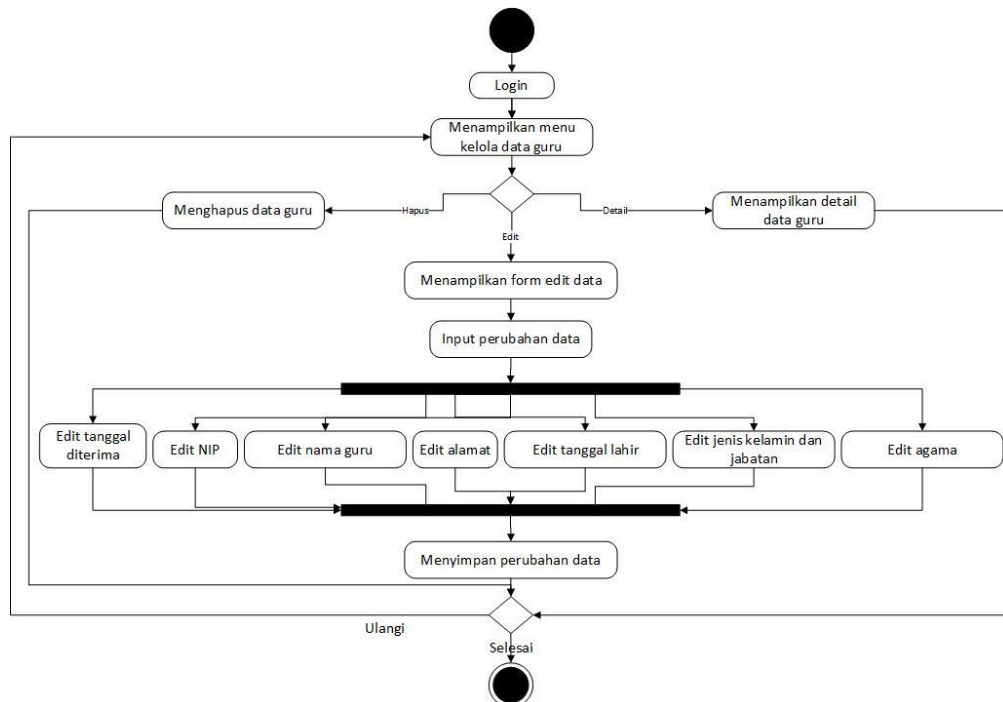 Login
Menampilkan menu
kelola data guru
Menghapus data guru
Hapus
Detail
Menampilkan detail
data guru
Edit
Menampilkan form edit data
Input perubahan data
Edit tanggal
diterima
Edit NIP
Edit nama guru
Edit alamat
Edit tanggal lahir
Edit jenis kelamin dan
jabatan
Edit agama
Menyimpan perubahan data
Ulangi
Selesai